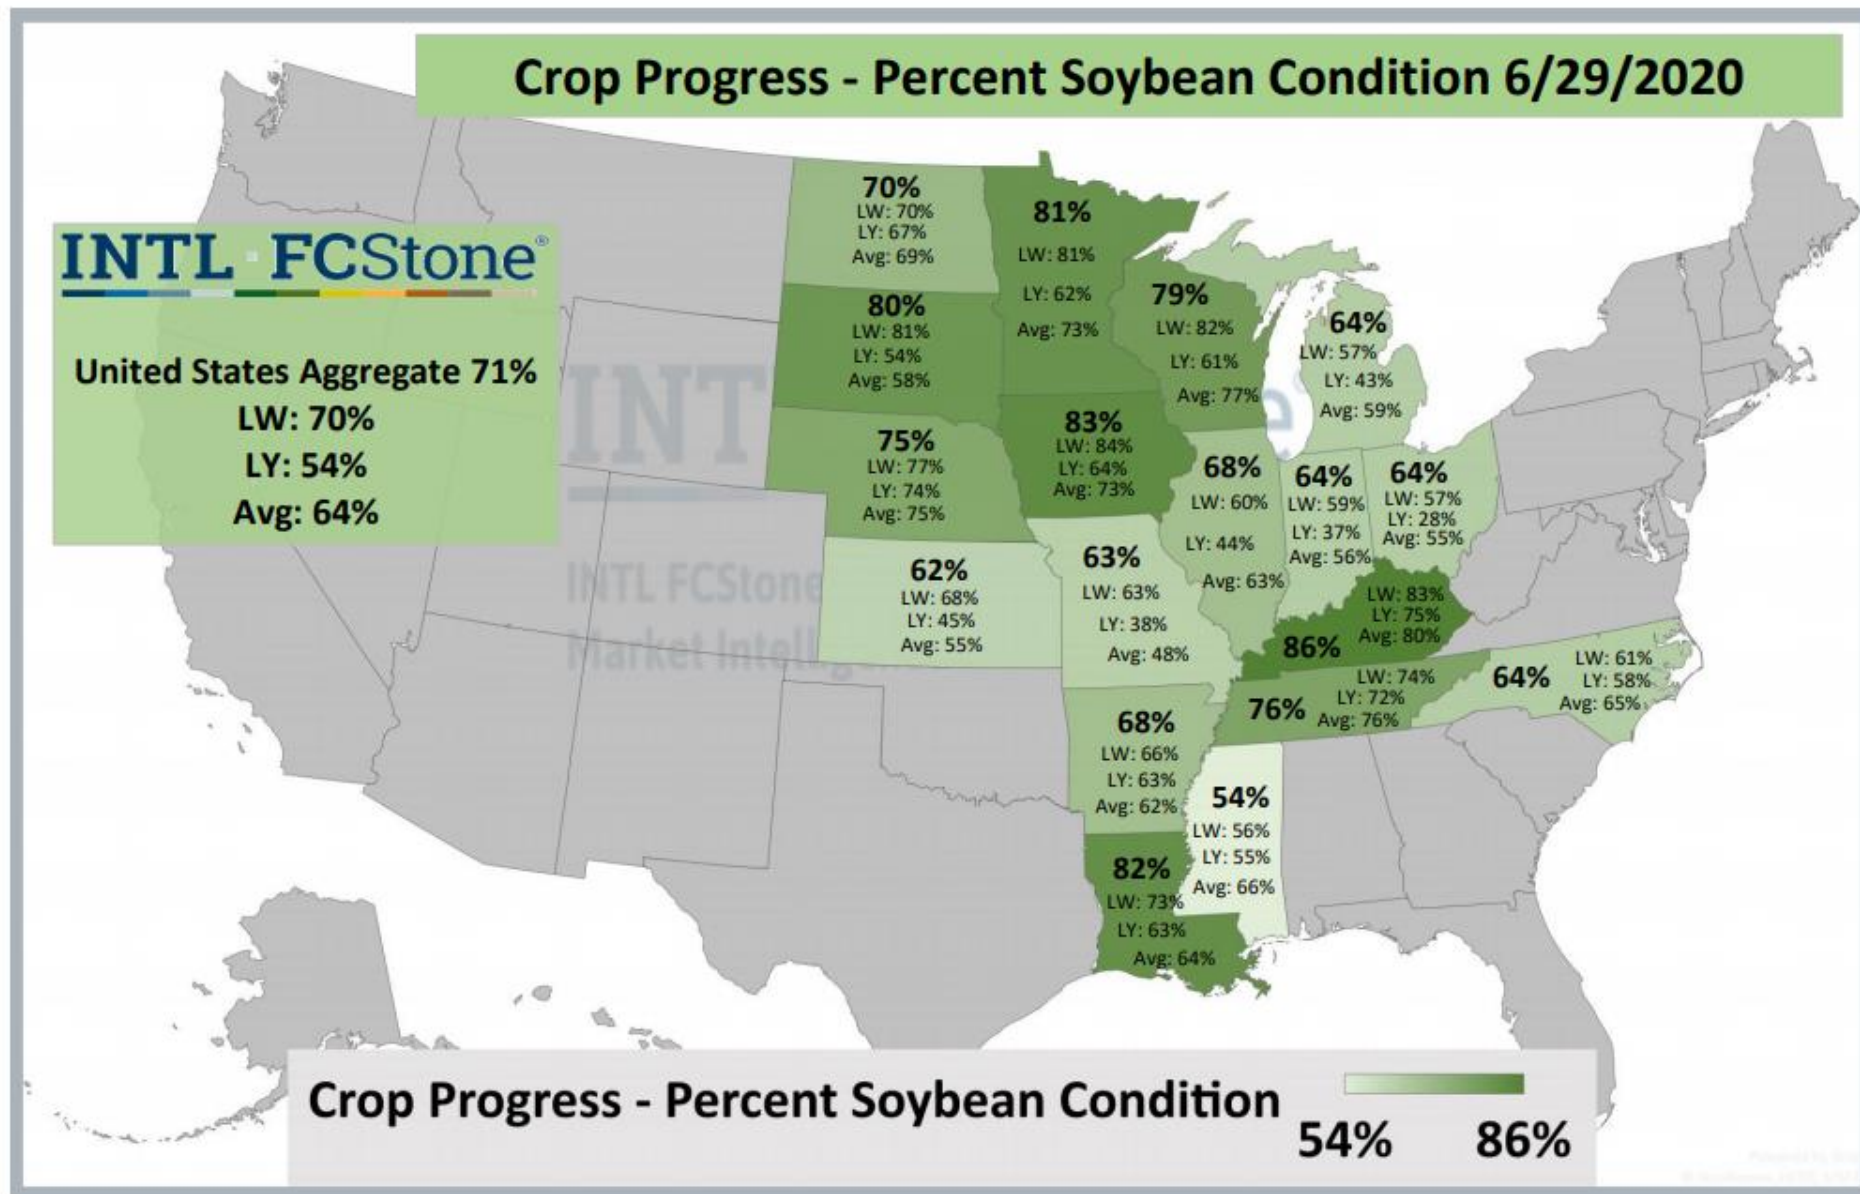 Crop Progress - Percent Soybean Condition 6/29/2020
INTL FCStone®
United States Aggregate 71%
LW: 70%
LY: 54%
Avg: 64%
70%
LW: 70%
LY: 67%
Avg: 69%
81%
LW: 81%
LY: 62%
Avg: 73%
80%
LW: 81%
LY: 54%
Avg: 58%
79%
LW: 82%
LY: 61%
Avg: 77%
64%
LW: 57%
LY: 43%
Avg: 59%
75%
LW: 77%
LY: 74%
Avg: 75%
83%
LW: 84%
LY: 64%
Avg: 73%
68%
LW: 60%
LY: 44%
Avg: 63%
64%
LW: 59%
LY: 37%
Avg: 56%
64%
LW: 57%
LY: 28%
Avg: 55%
62%
LW: 68%
LY: 45%
Avg: 55%
63%
LW: 63%
LY: 38%
Avg: 48%
86%
LW: 83%
LY: 75%
Avg: 80%
76%
LW: 74%
LY: 72%
Avg: 76%
64%
LW: 61%
LY: 58%
Avg: 65%
68%
LW: 66%
LY: 63%
Avg: 62%
54%
LW: 56%
LY: 55%
Avg: 66%
82%
LW: 73%
LY: 63%
Avg: 64%
INT
INTL FCStone
Market Intellig
Crop Progress - Percent Soybean Condition
54% 86%